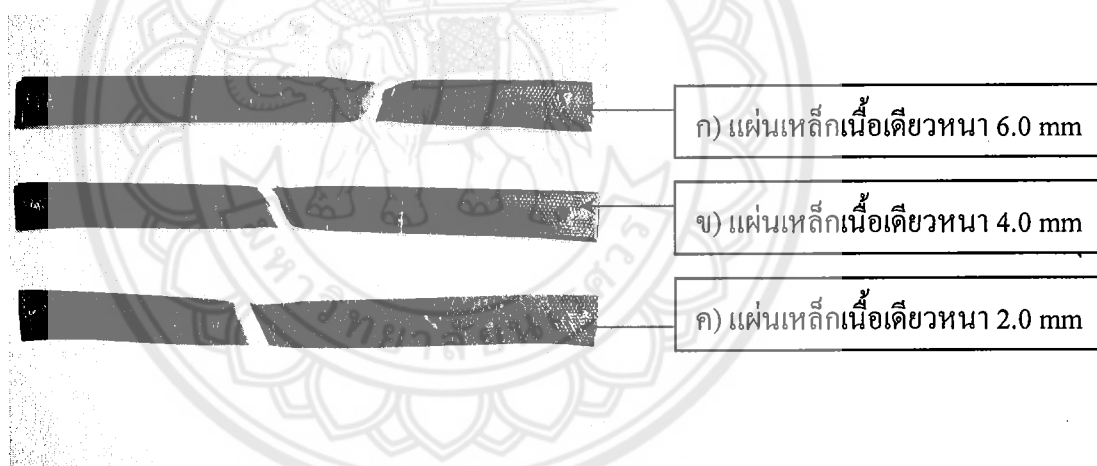 ก) แผ่นเหล็กเนื้อเดียวหนา 6.0 mm
ข) แผ่นเหล็กเนื้อเดียวหนา 4.0 mm
ค) แผ่นเหล็กเนื้อเดียวหนา 2.0 mm